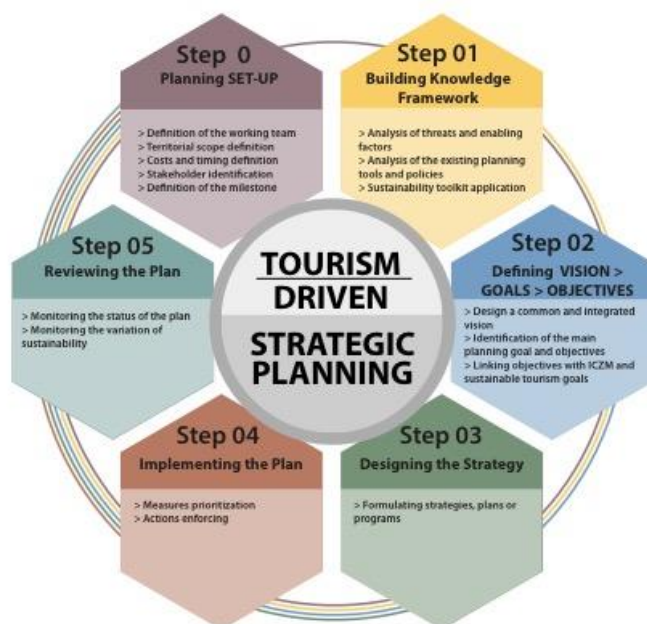 Step 0
Planning SET-UP
> Definition of the working team
> Territorial scope definition
> Costs and timing definition
> Stakeholder identification
> Definition of the milestone
Step 01
Building Knowledge
Framework
> Analysis of threats and enabling
factors
> Analysis of the existing planning
tools and policies
> Sustainability toolkit application
Step 02
Defining VISION >
GOALS > OBJECTIVES
> Design a common and integrated
vision
> Identification of the main
planning goal and objectives
> Linking objectives with ICZM and
sustainable tourism goals
Step 03
Designing the Strategy
> Formulating strategies, plans or
programs
Step 04
Implementing the Plan
> Measures prioritization
> Actions enforcing
Step 05
Reviewing the Plan
> Monitoring the status of the plan
> Monitoring the variation of
sustainability
TOURISM
DRIVEN
STRATEGIC
PLANNING